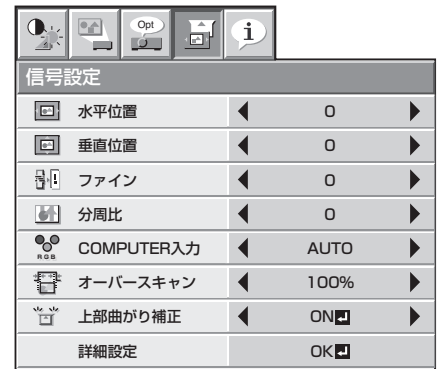 Opt
i
信号設定
水平位置 0
垂直位置 0
ファイン 0
分周比 0
RGB COMPUTER入力 AUTO
オーバースキャン 100%
上部曲がり補正 ON
詳細設定 OK